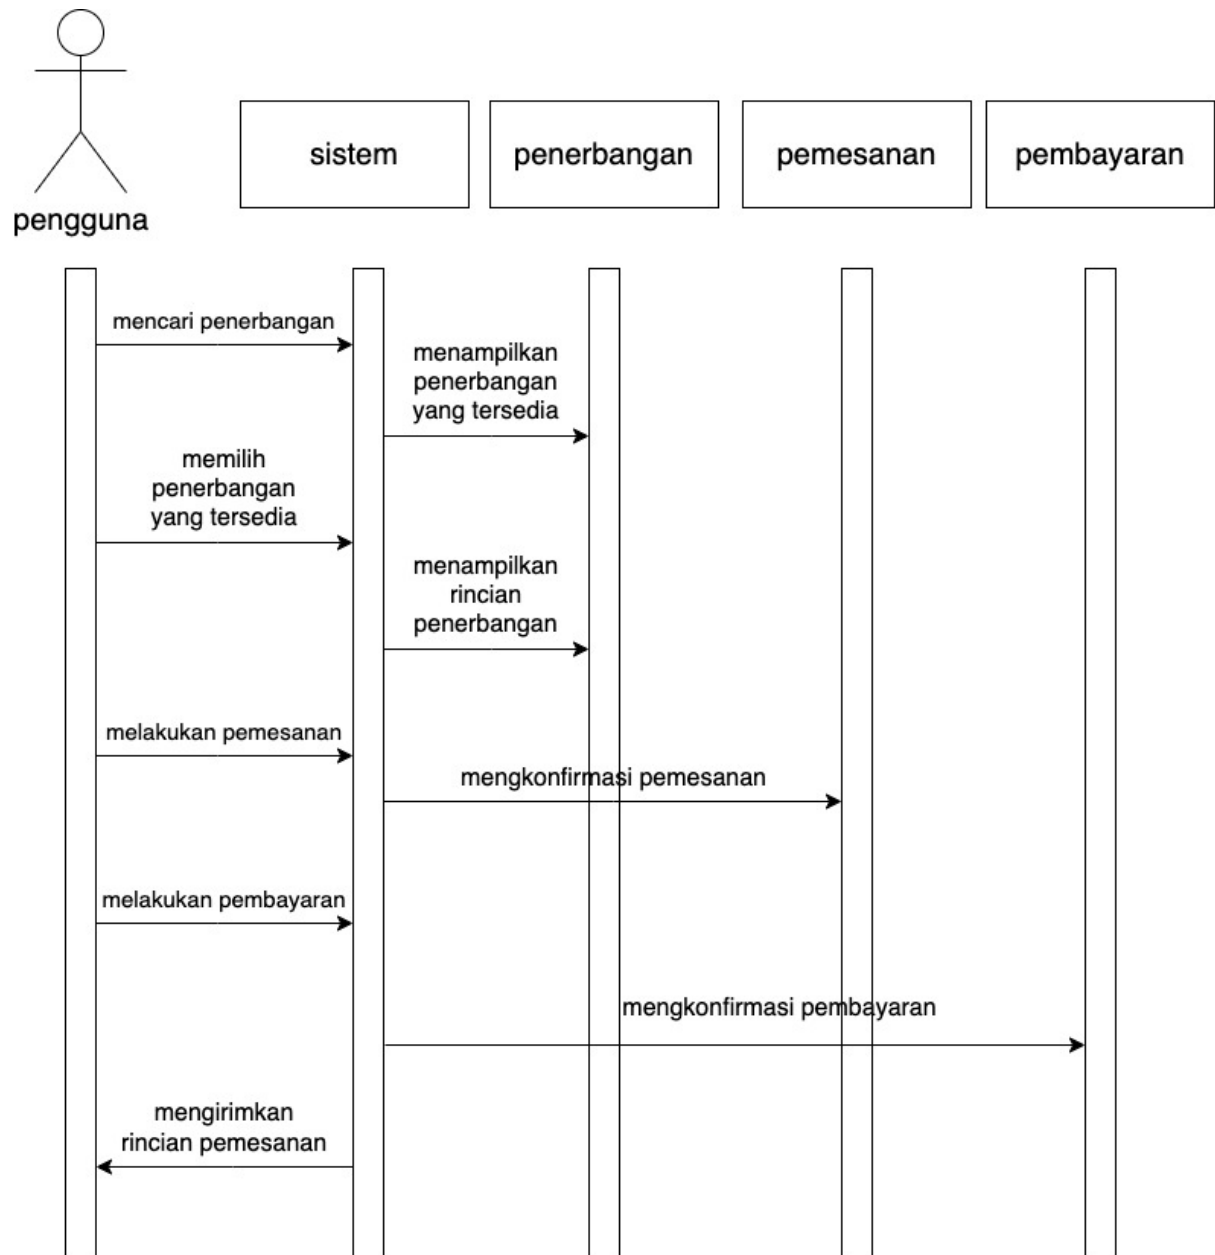 sistem
penerbangan
pemesanan
pembayaran
pengguna
mencari penerbangan
menampilkan
penerbangan
yang tersedia
memilih
penerbangan
yang tersedia
menampilkan
rincian
penerbangan
melakukan pemesanan
mengkonfirmasi pemesanan
melakukan pembayaran
mengkonfirmasi pembayaran
mengirimkan
rincian pemesanan